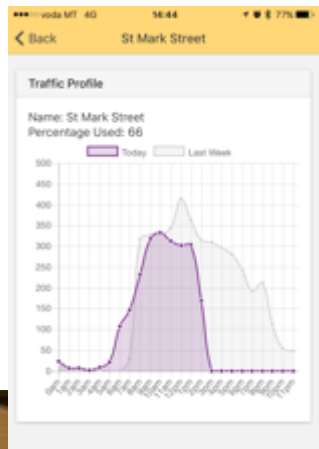 voda MT 4G 14:44 77%
Back St Mark Street
Traffic Profile
Name: St Mark Street
Percentage Used: 66
Today Last Week
500
450
400
350
300
250
200
150
100
50
0